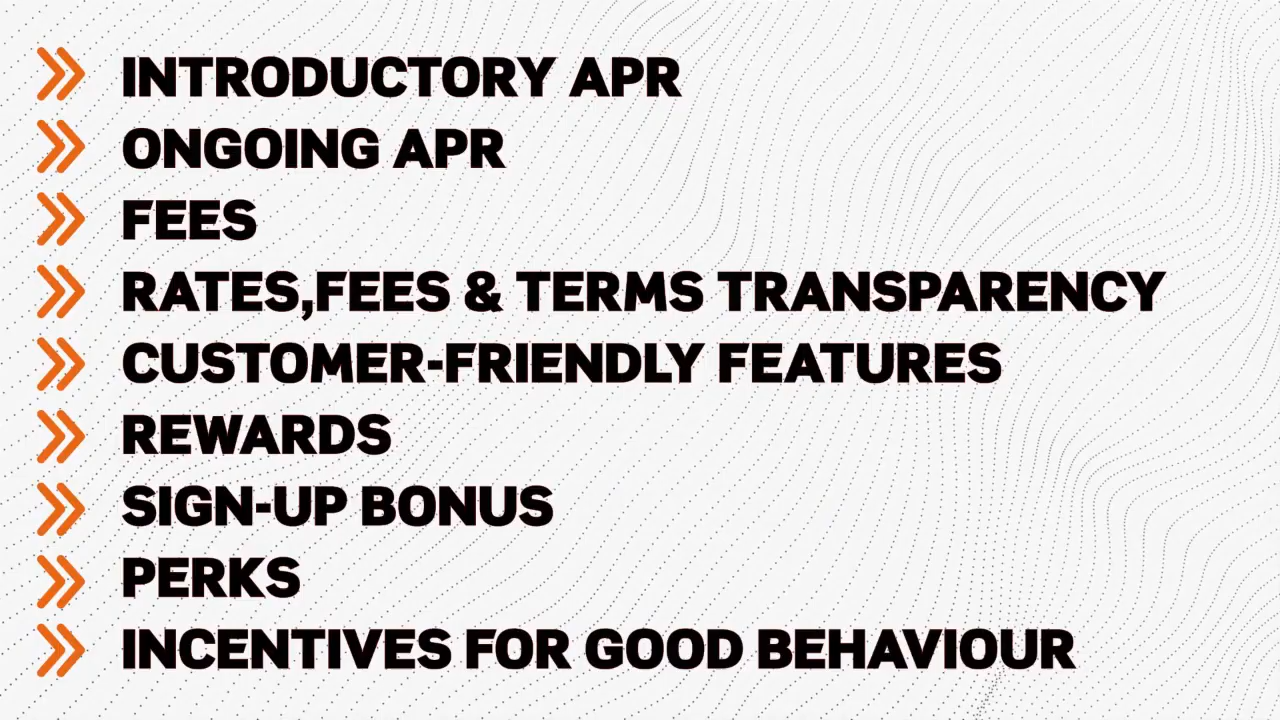 INTRODUCTORY APR
ONGOING APR
FEES
RATES,FEES & TERMS TRANSPARENCY
CUSTOMER-FRIENDLY FEATURES
REWARDS
SIGN-UP BONUS
PERKS
INCENTIVES FOR GOOD BEHAVIOUR